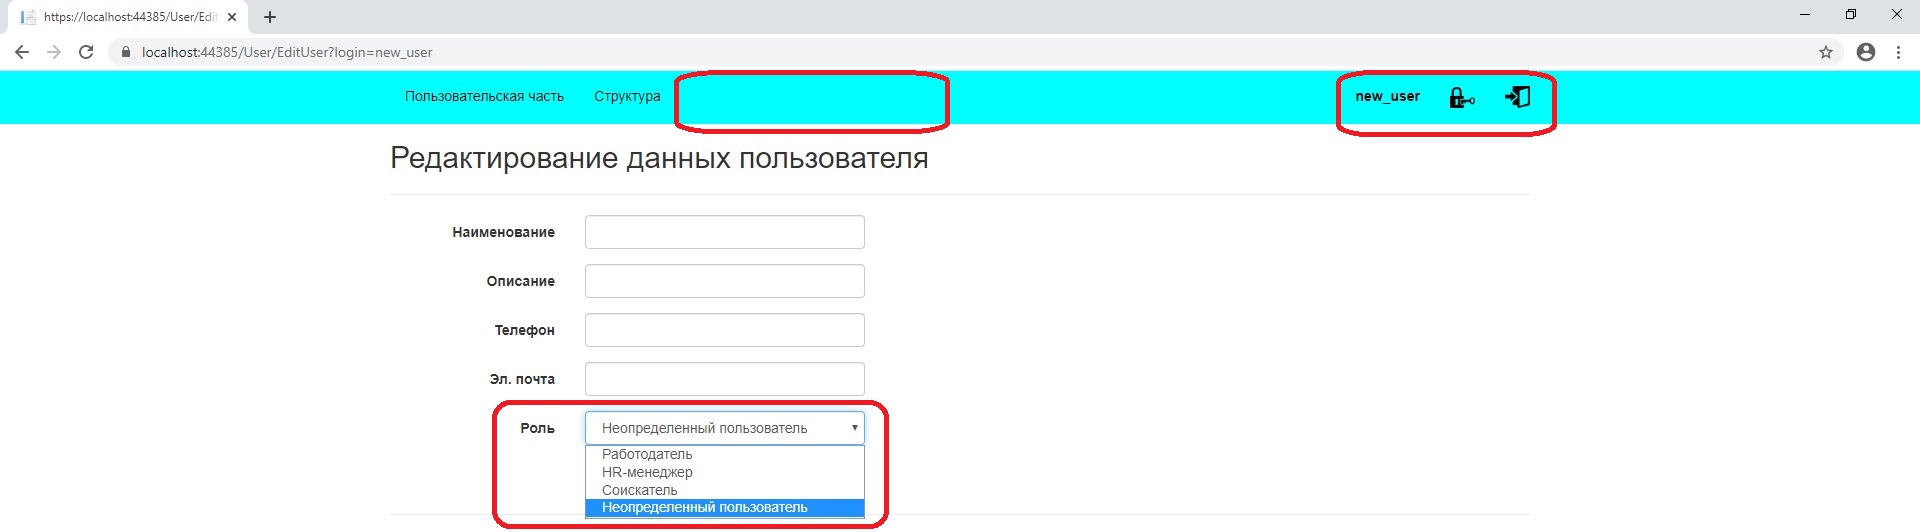 https://localhost:44385/User/Edit
localhost:44385/User/EditUser?login=new_user
Пользовательская часть Структура new_user
Редактирование данных пользователя
Наименование
Описание
Телефон
Эл. почта
Роль Неопределенный пользователь
Работодатель
HR-менеджер
Соискатель
Неопределенный пользователь